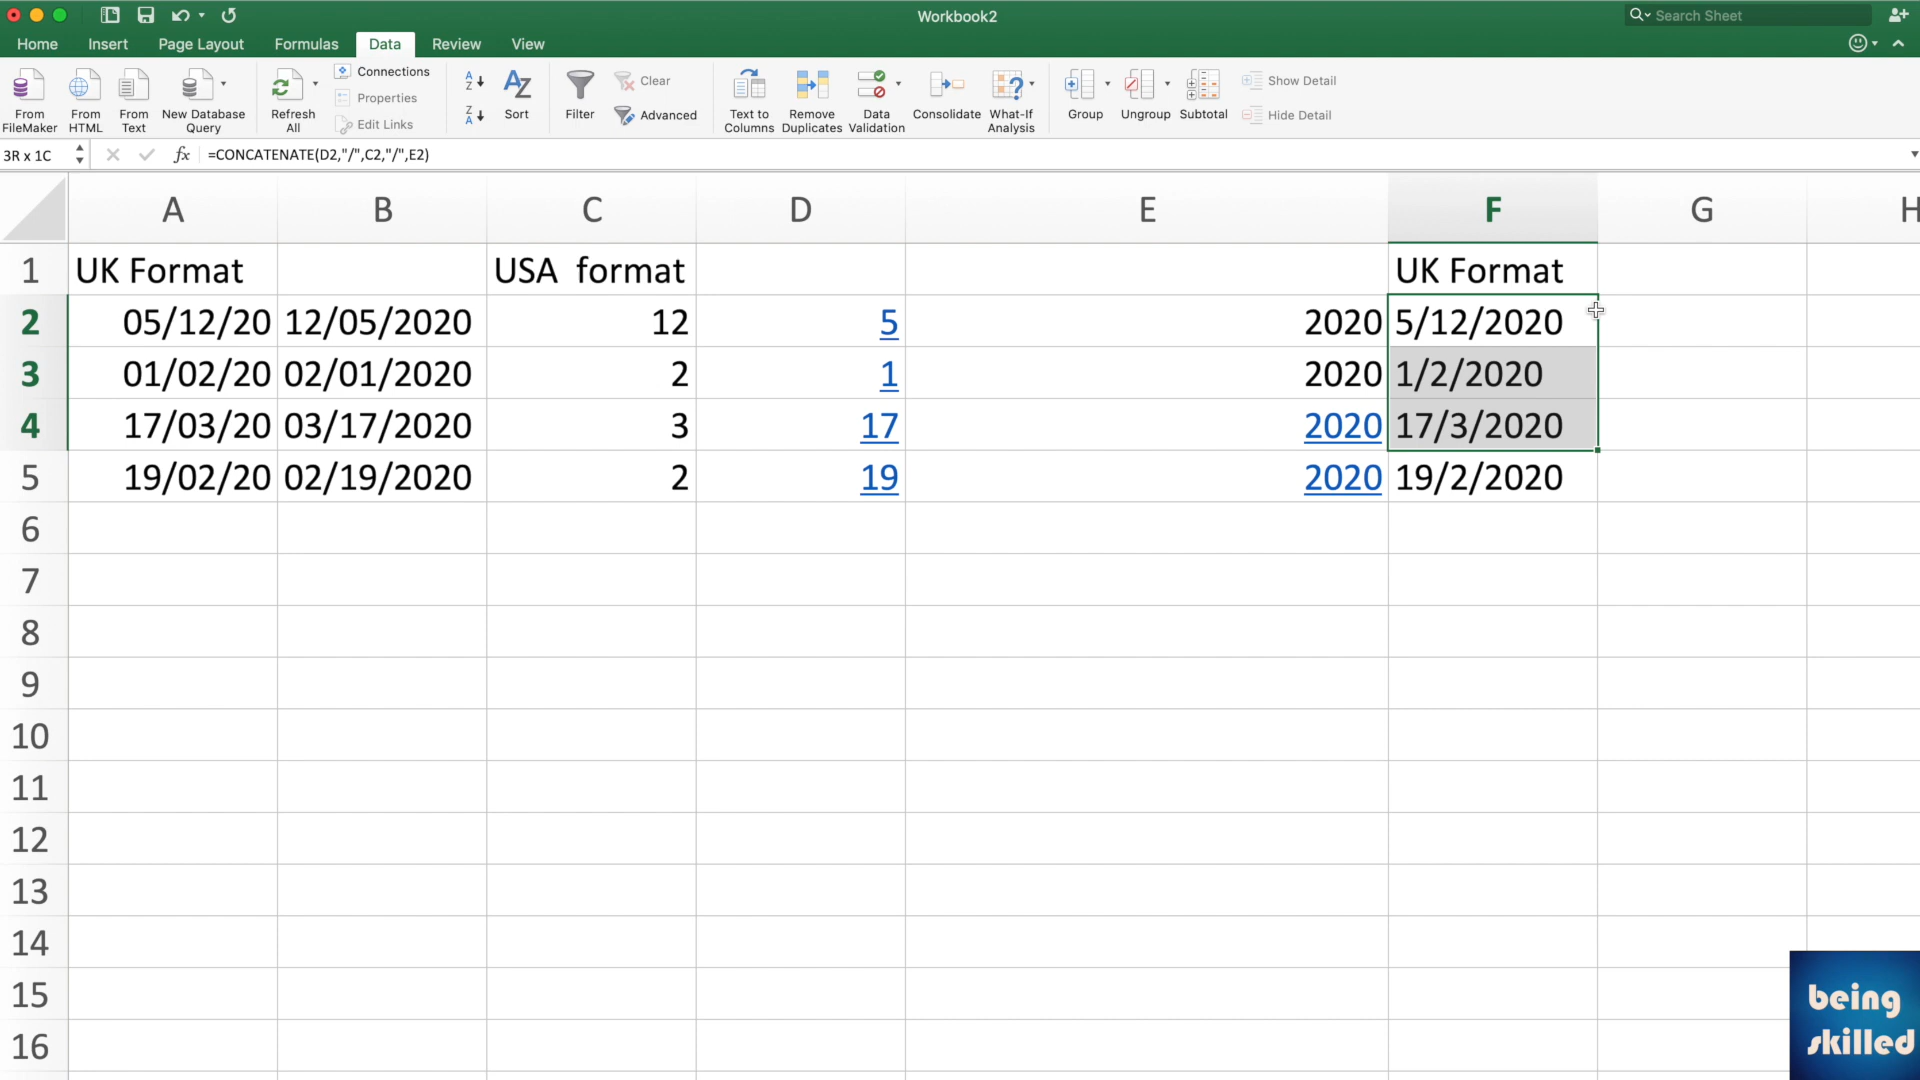 Workbook2
Search Sheet
Home Insert Page Layout Formulas Data Review View
From FileMaker
From HTML
From Text
New Database Query
Refresh All
Connections
Properties
Edit Links
A Z
Z A
AZ
Sort
Filter
Clear
Advanced
Text to Columns
Remove Duplicates
Data Validation
Consolidate
What-If Analysis
Group
Ungroup
Subtotal
Show Detail
Hide Detail
3R x 1C fx =CONCATENATE(D2,"/",C2,"/",E2)
A B C D E F G H
1 UK Format USA format UK Format
2 05/12/20 12/05/2020 12 5 2020 5/12/2020
3 01/02/20 02/01/2020 2 1 2020 1/2/2020
4 17/03/20 03/17/2020 3 17 2020 17/3/2020
5 19/02/20 02/19/2020 2 19 2020 19/2/2020
6
7
8
9
10
11
12
13
14
15
16
being
skilled